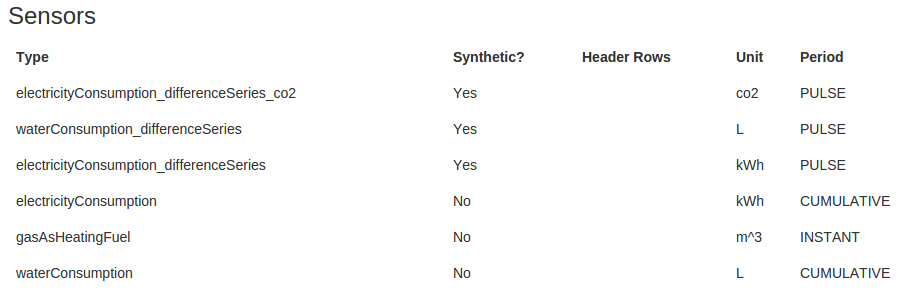 Sensors
Type Synthetic? Header Rows Unit Period
electricityConsumption_differenceSeries_co2 Yes co2 PULSE
waterConsumption_differenceSeries Yes L PULSE
electricityConsumption_differenceSeries Yes kWh PULSE
electricityConsumption No kWh CUMULATIVE
gasAsHeatingFuel No m^3 INSTANT
waterConsumption No L CUMULATIVE